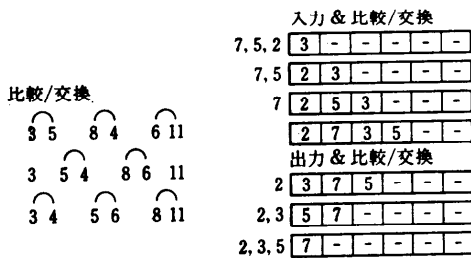 比較/交換
3 5 8 4 6 11
3 5 4 8 6 11
3 4 5 6 8 11
入力 & 比較/交換
7, 5, 2 3 - - - - -
7, 5 2 3 - - - -
7 2 5 3 - - -
2 7 3 5 - -
出力 & 比較/交換
2 3 7 5 - - -
2, 3 5 7 - - - -
2, 3, 5 7 - - - - -